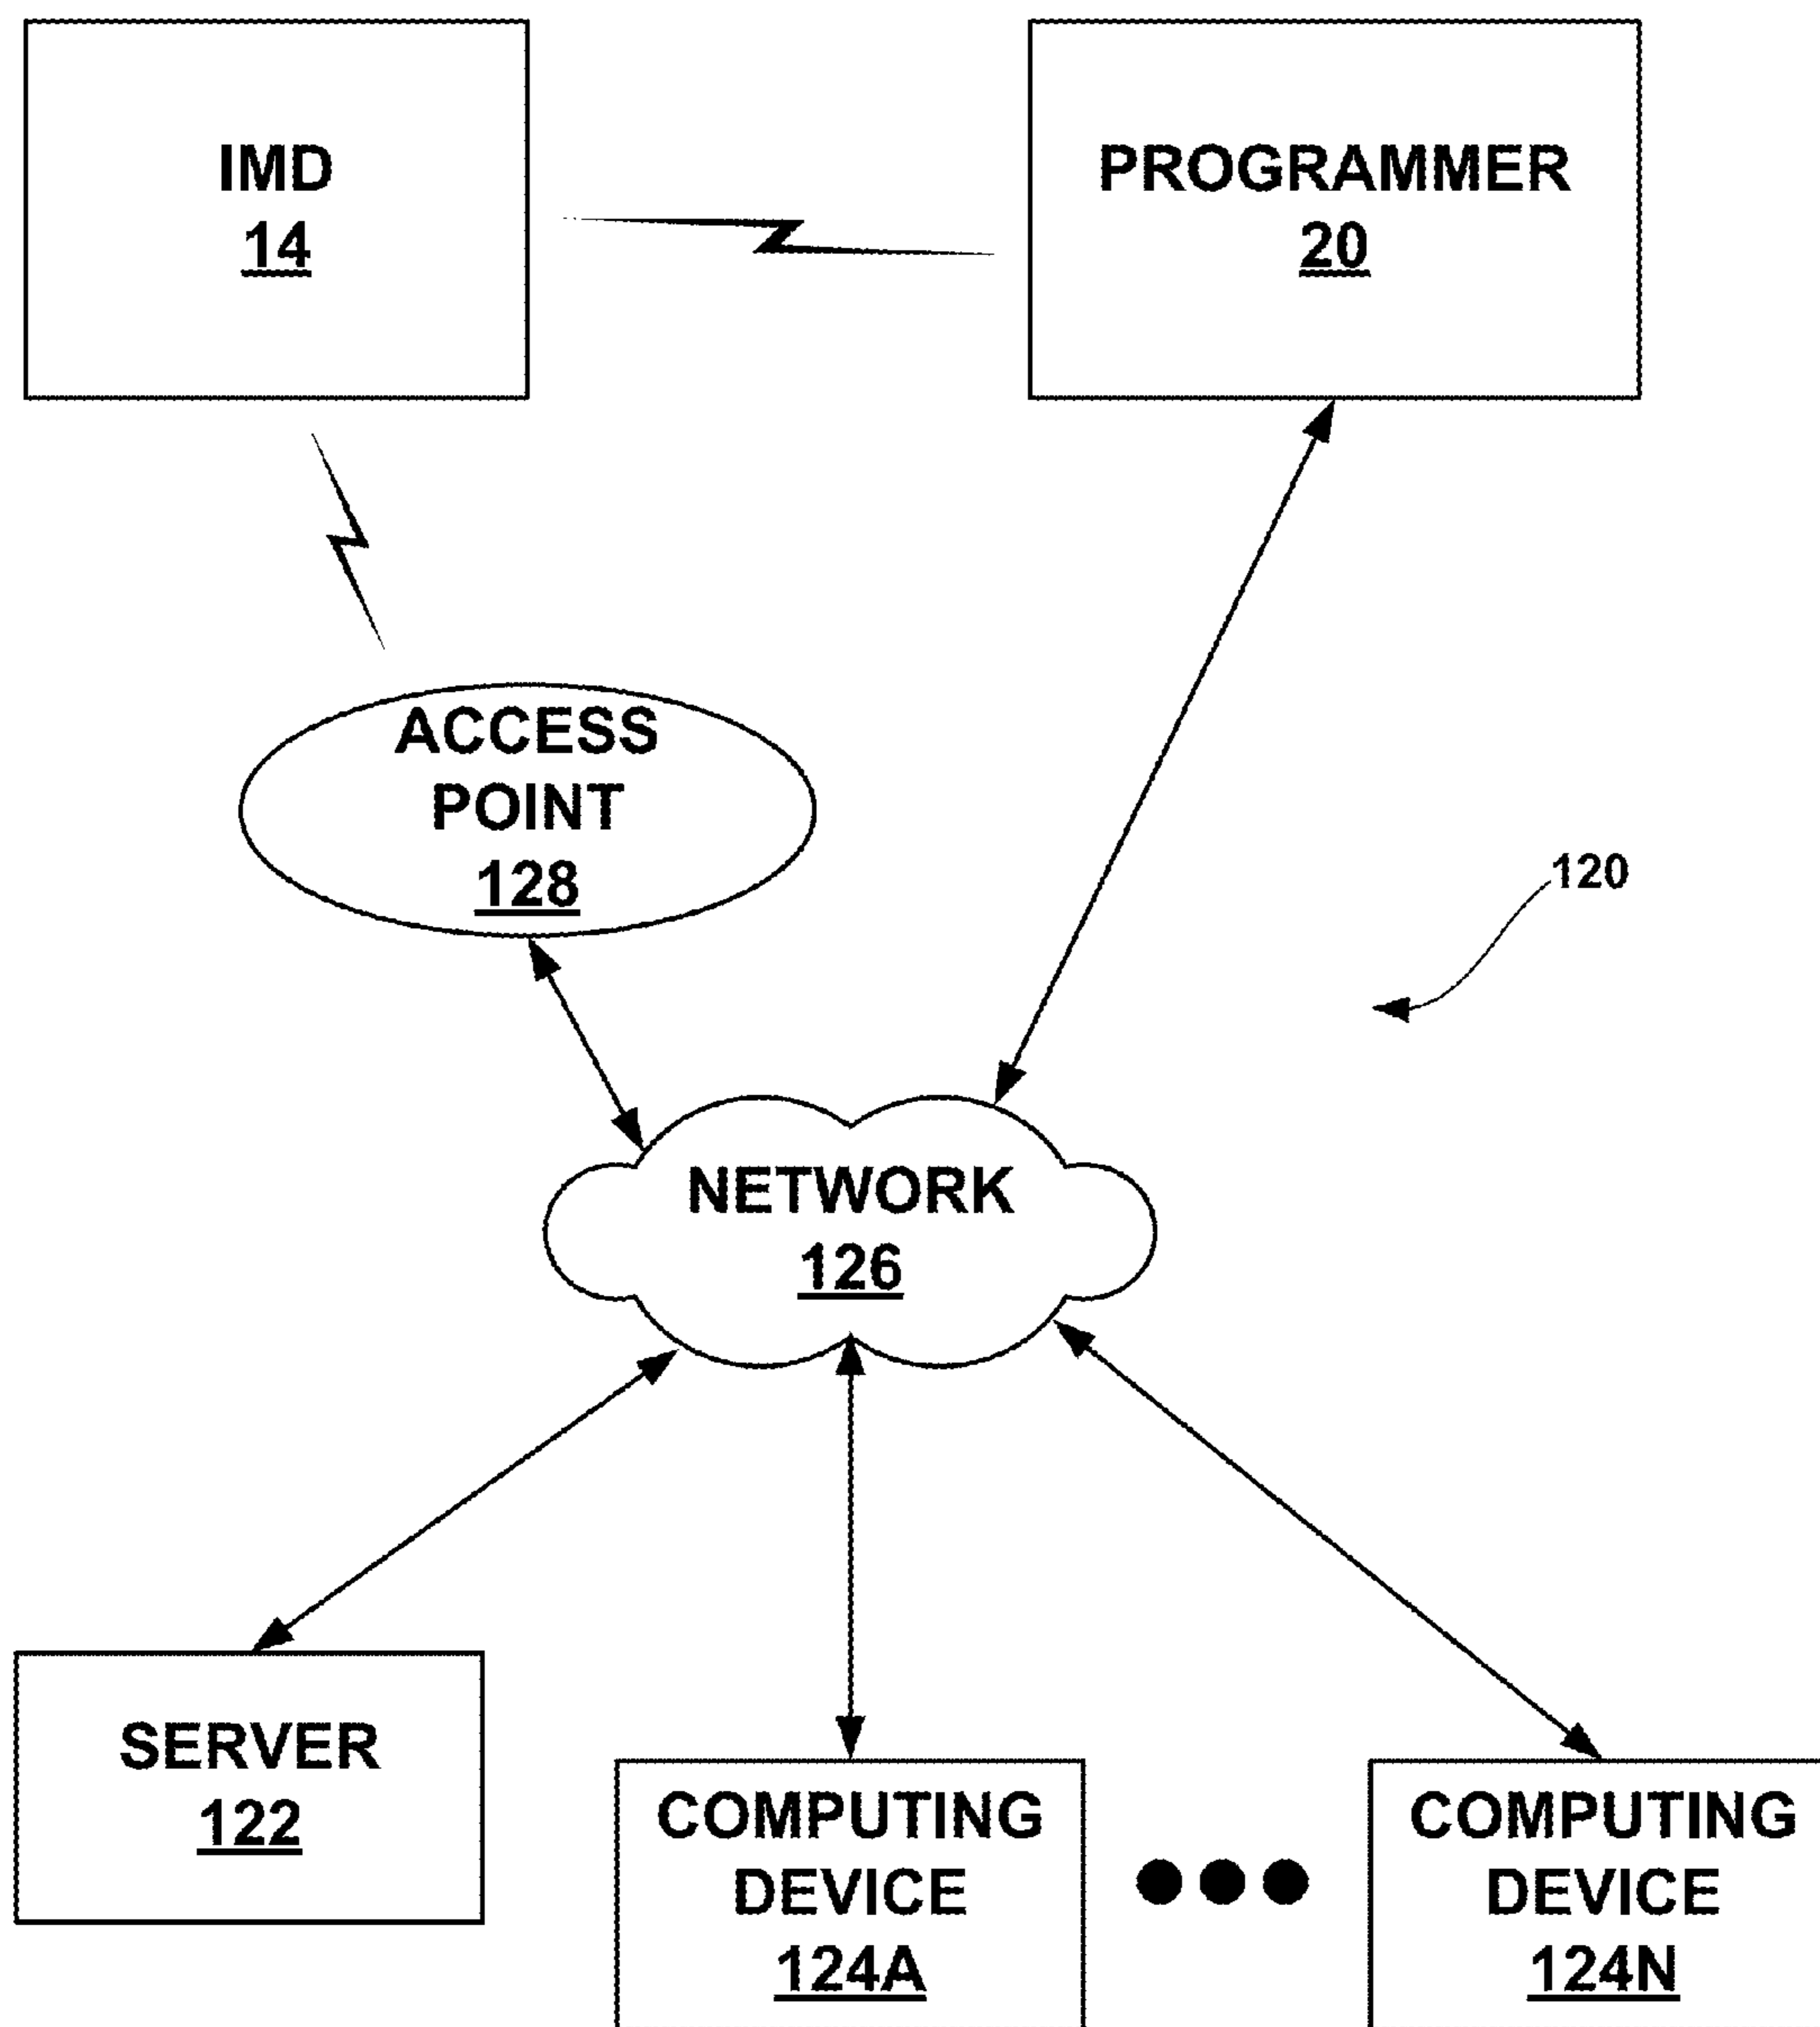 IMD
14
PROGRAMMER
20
ACCESS
POINT
128
120
NETWORK
126
SERVER
122
COMPUTING
DEVICE
124A
COMPUTING
DEVICE
124N